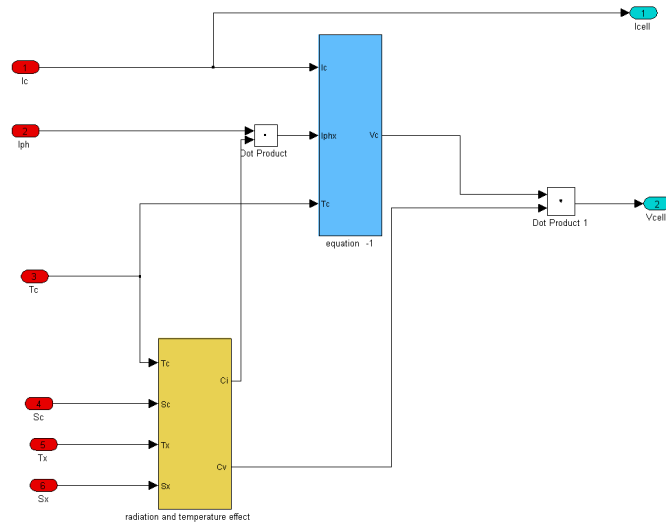 1
Icell
1
Ic
Ic
2
Iph
Iphx
Vc
Dot Product
Tc
2
Vcell
Dot Product 1
equation -1
3
Tc
Tc
Ci
4
Sc
Sc
5
Tx
Tx
Cv
6
Sx
Sx
radiation and temperature effect